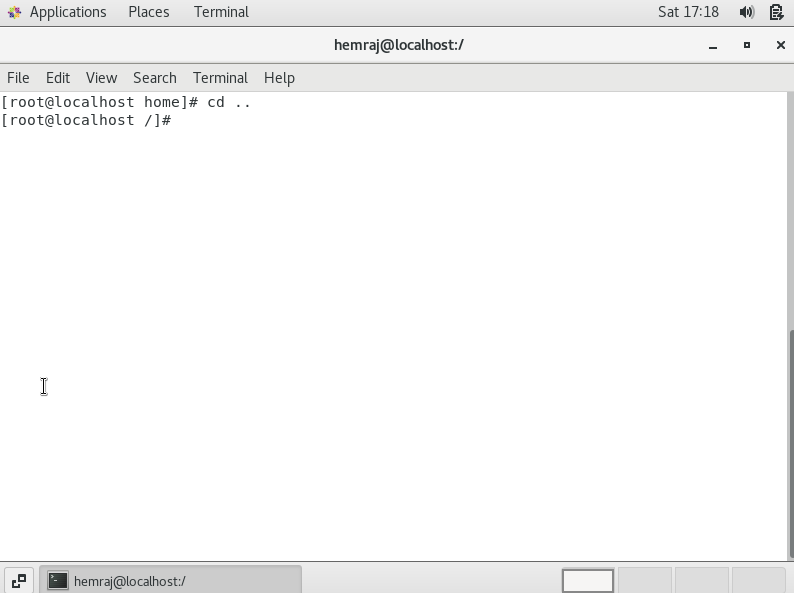 Applications Places Terminal Sat 17:18
hemraj@localhost:/
File Edit View Search Terminal Help
[root@localhost home]# cd ..
[root@localhost /]#
hemraj@localhost:/